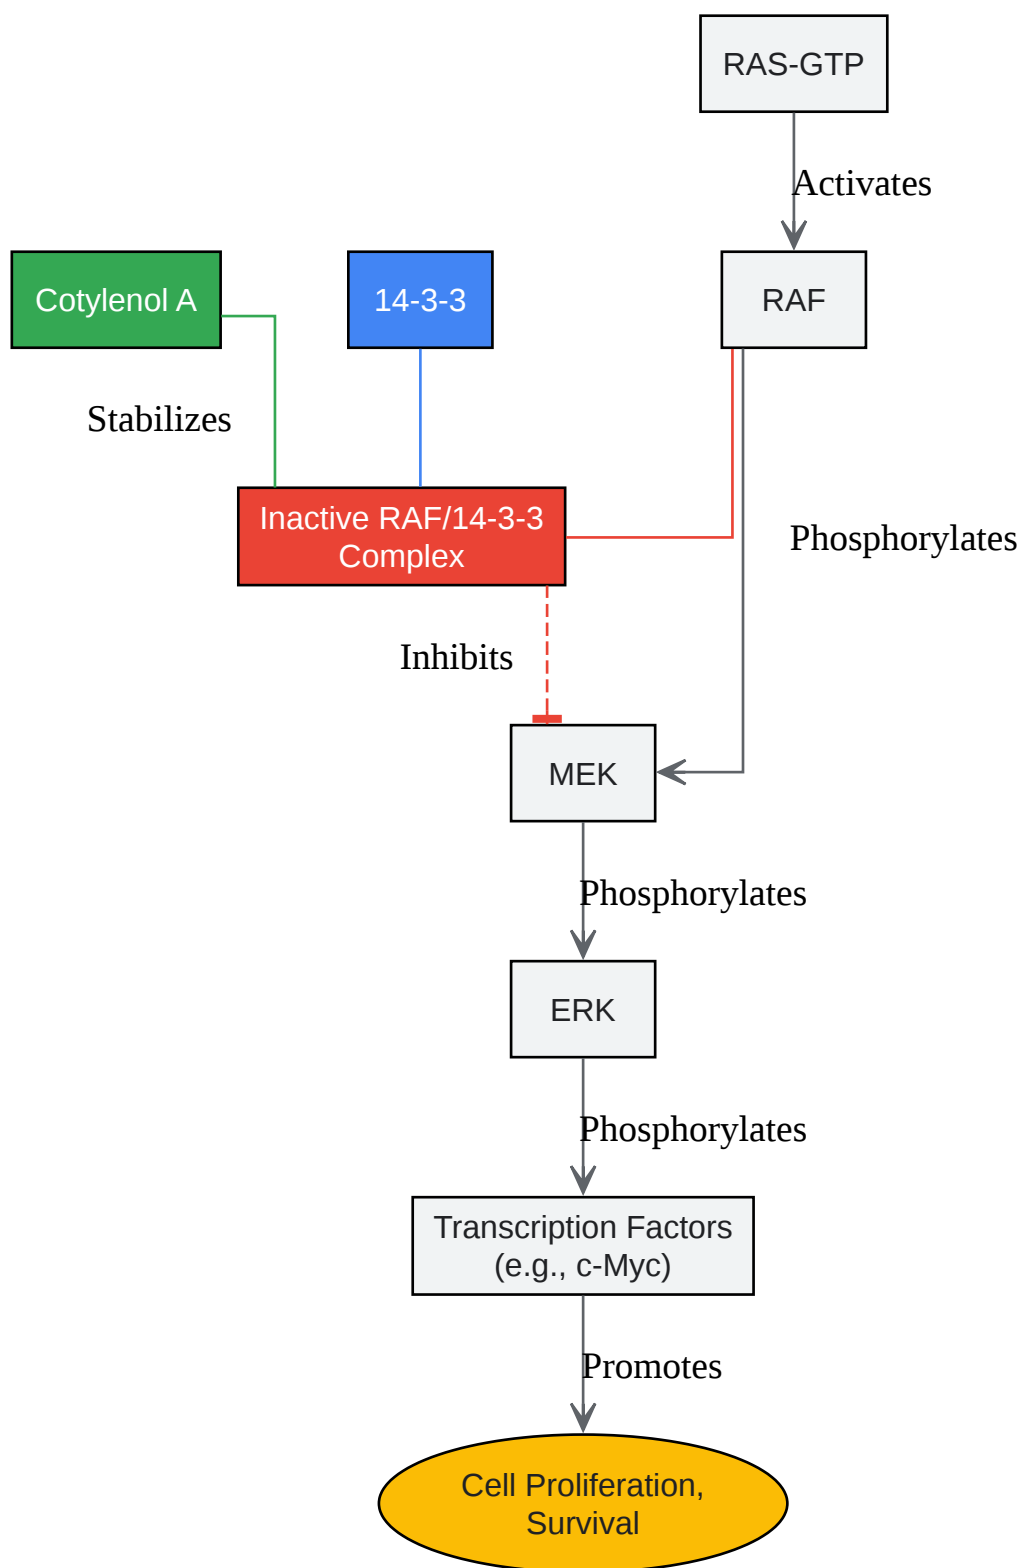 RAS-GTP
Activates
Cotylenol A
14-3-3
RAF
Stabilizes
Inactive RAF/14-3-3
Complex
Phosphorylates
Inhibits
MEK
Phosphorylates
ERK
Phosphorylates
Transcription Factors
(e.g., c-Myc)
Promotes
Cell Proliferation,
Survival